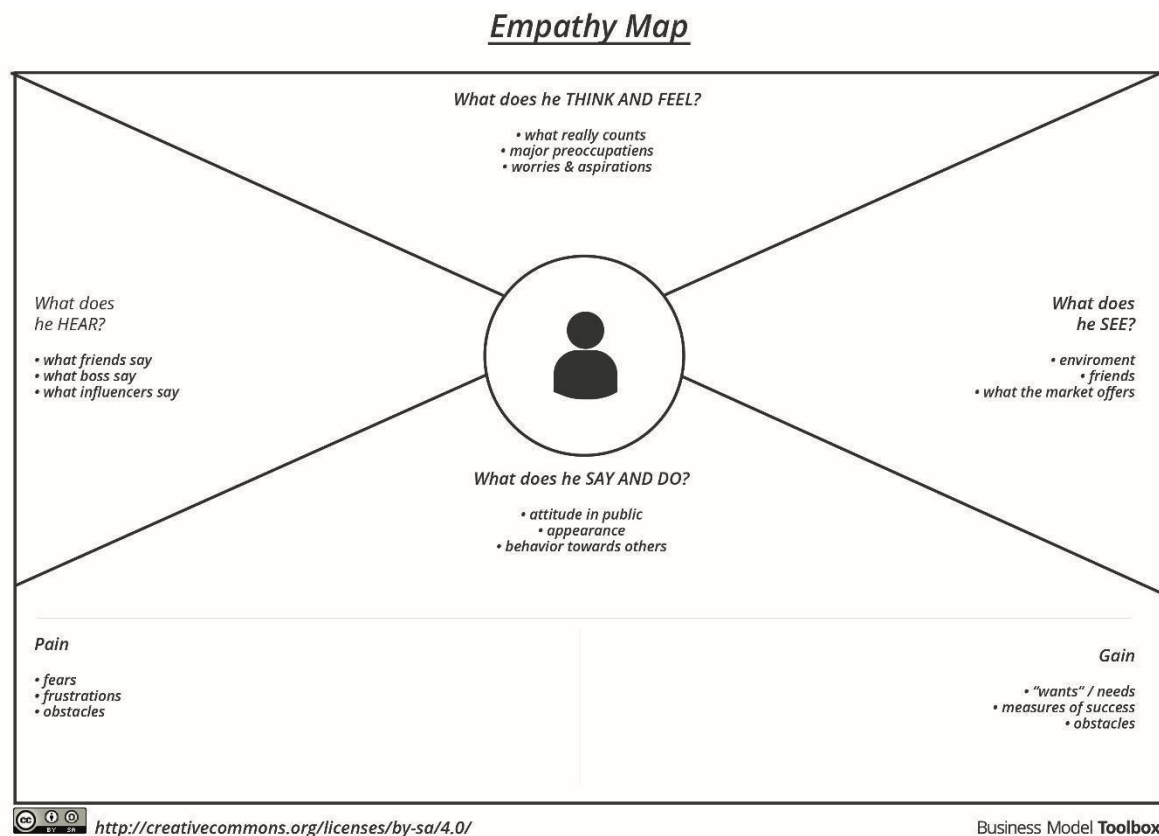 Empathy Map
What does he THINK AND FEEL?
• what really counts
• major preoccupatiens
• worries & aspirations
What does
he HEAR?
• what friends say
• what boss say
• what influencers say
What does
he SEE?
• enviroment
• friends
• what the market offers
What does he SAY AND DO?
• attitude in public
• appearance
• behavior towards others
Pain
• fears
• frustrations
• obstacles
Gain
• “wants” / needs
• measures of success
• obstacles
cc BY SA
http://creativecommons.org/licenses/by-sa/4.0/
Business Model Toolbox